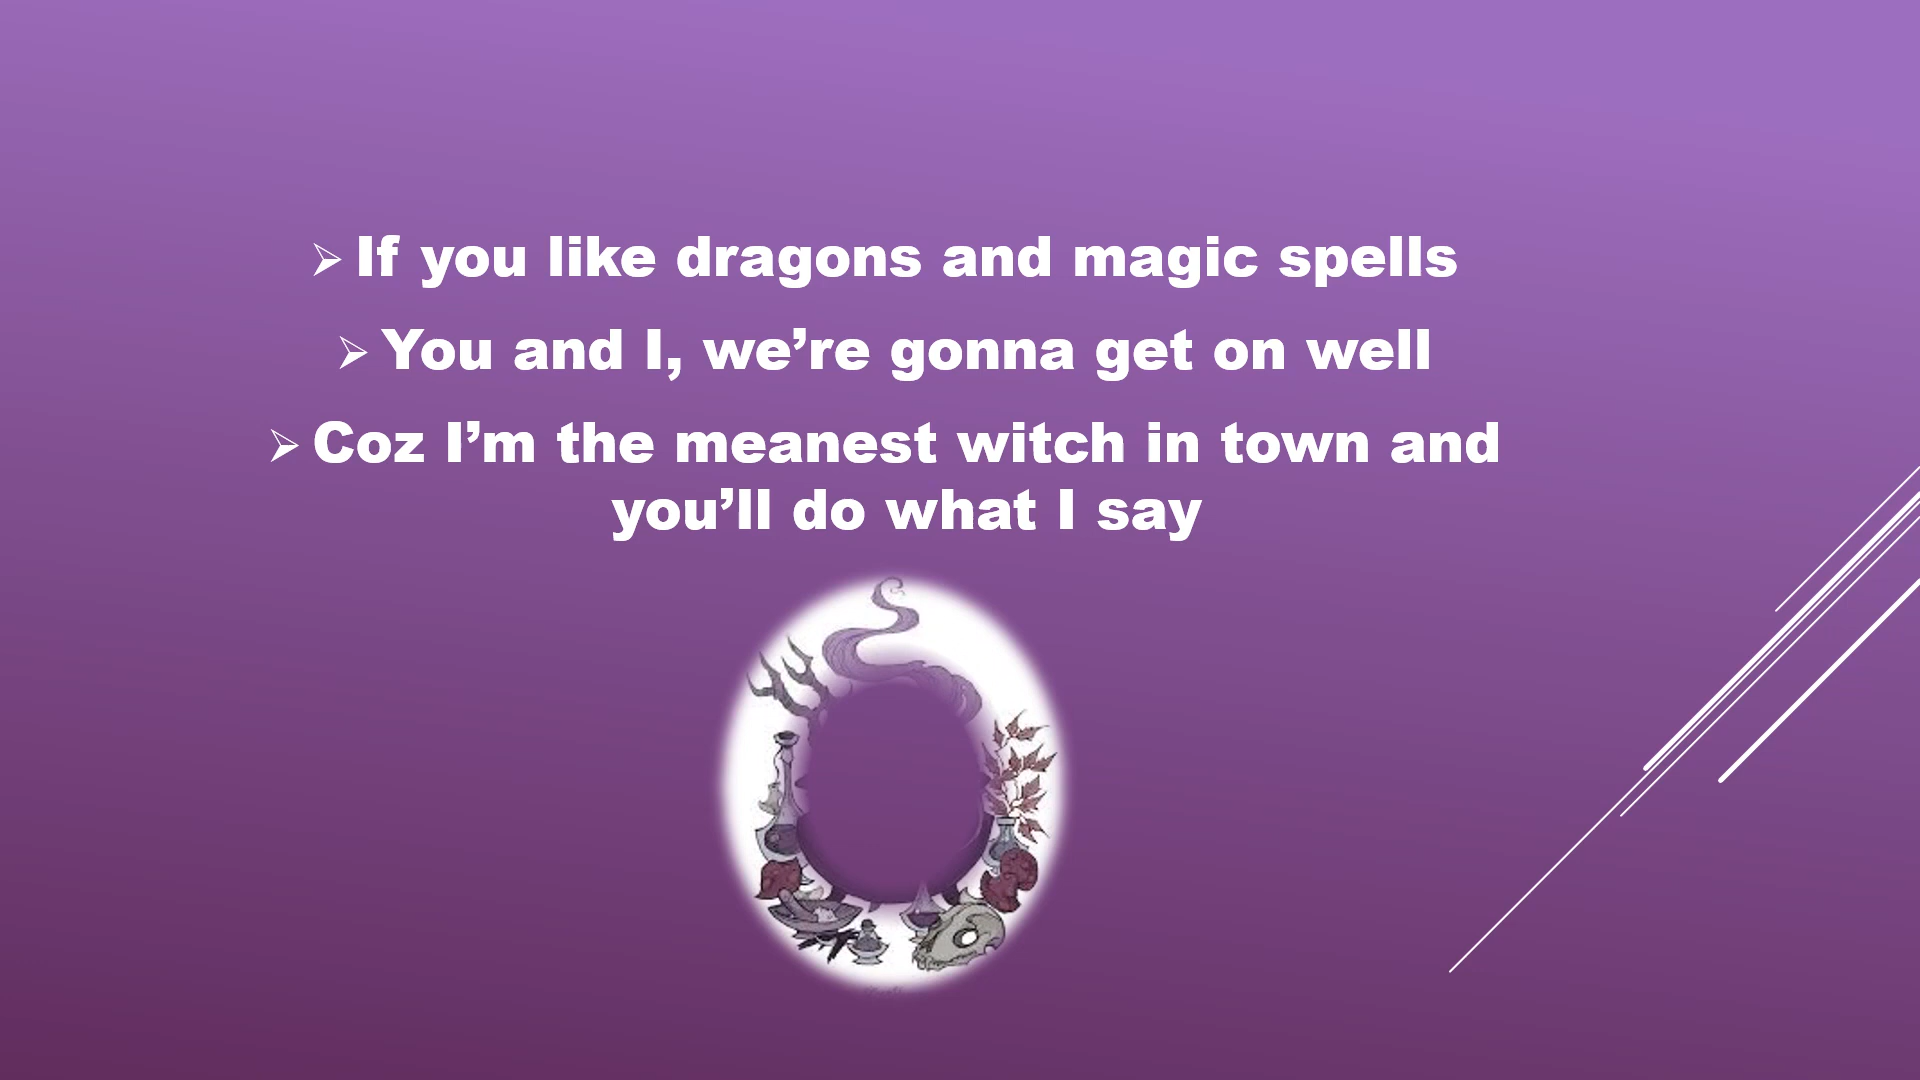 ➢ If you like dragons and magic spells
➢ You and I, we’re gonna get on well
➢ Coz I’m the meanest witch in town and
you’ll do what I say